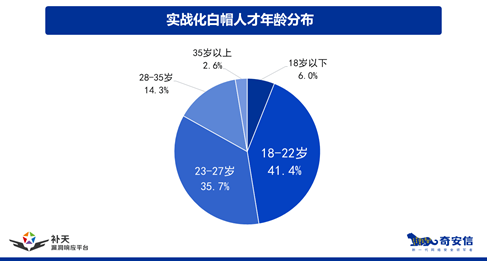 实战化白帽人才年龄分布
35岁以上
2.6%
18岁以下
6.0%
28-35岁
14.3%
18-22岁
41.4%
23-27岁
35.7%
补天
漏洞响应平台
奇安信